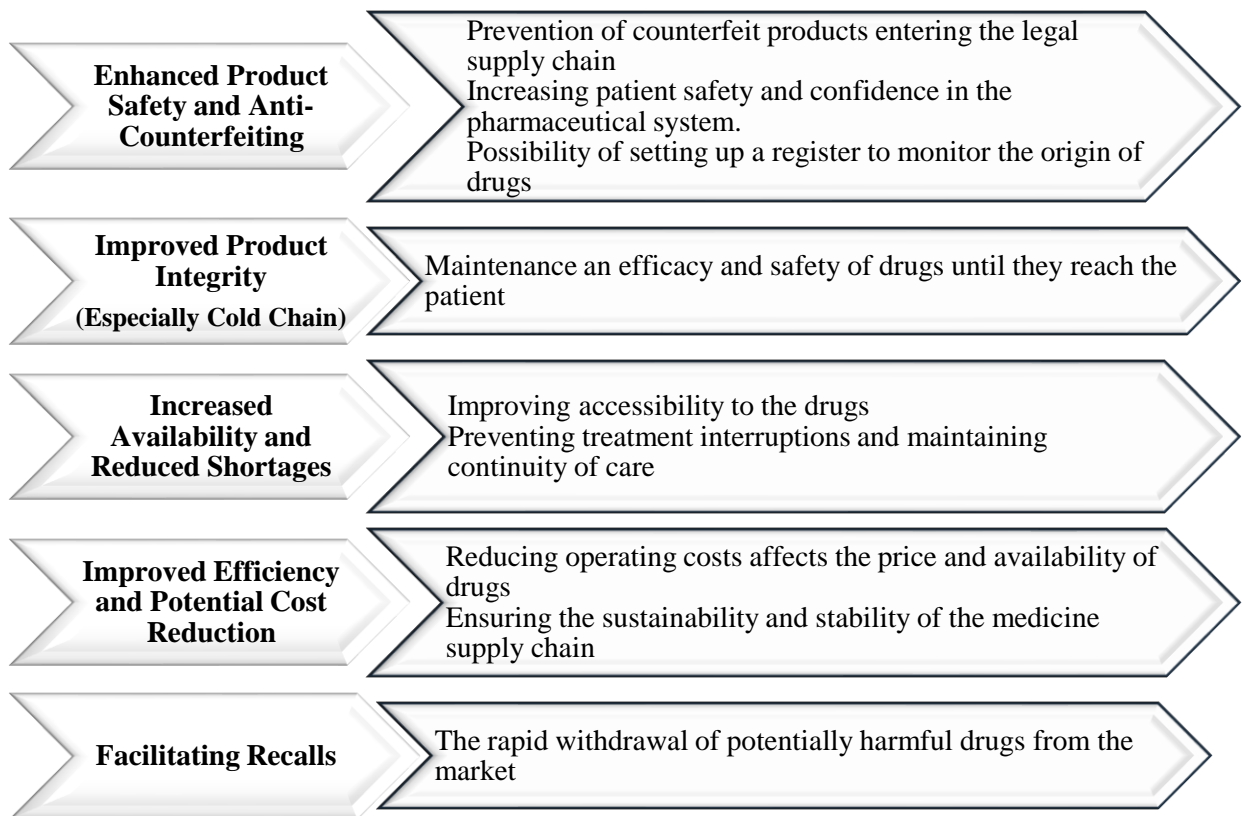 Enhanced Product
Safety and Anti-
Counterfeiting
Prevention of counterfeit products entering the legal
supply chain
Increasing patient safety and confidence in the
pharmaceutical system.
Possibility of setting up a register to monitor the origin of
drugs
Improved Product
Integrity
(Especially Cold Chain)
Maintenance an efficacy and safety of drugs until they reach the
patient
Increased
Availability and
Reduced Shortages
Improving accessibility to the drugs
Preventing treatment interruptions and maintaining
continuity of care
Improved Efficiency
and Potential Cost
Reduction
Reducing operating costs affects the price and availability of
drugs
Ensuring the sustainability and stability of the medicine
supply chain
Facilitating Recalls
The rapid withdrawal of potentially harmful drugs from the
market